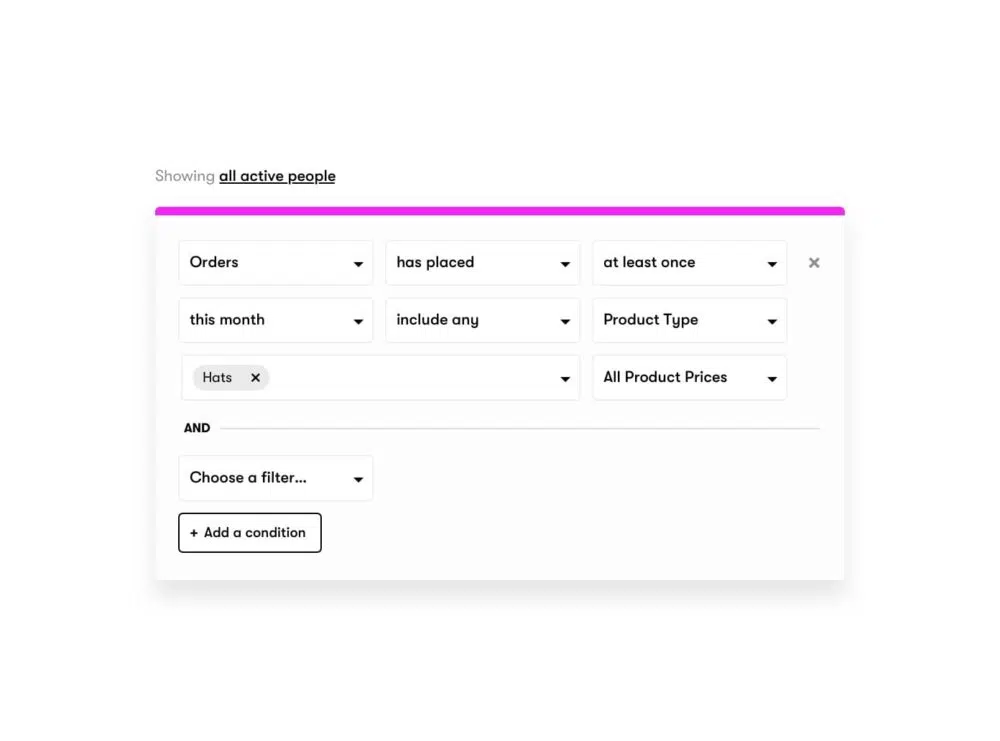 Showing all active people
Orders has placed at least once ×
this month include any Product Type
Hats × All Product Prices
AND
Choose a filter...
+ Add a condition